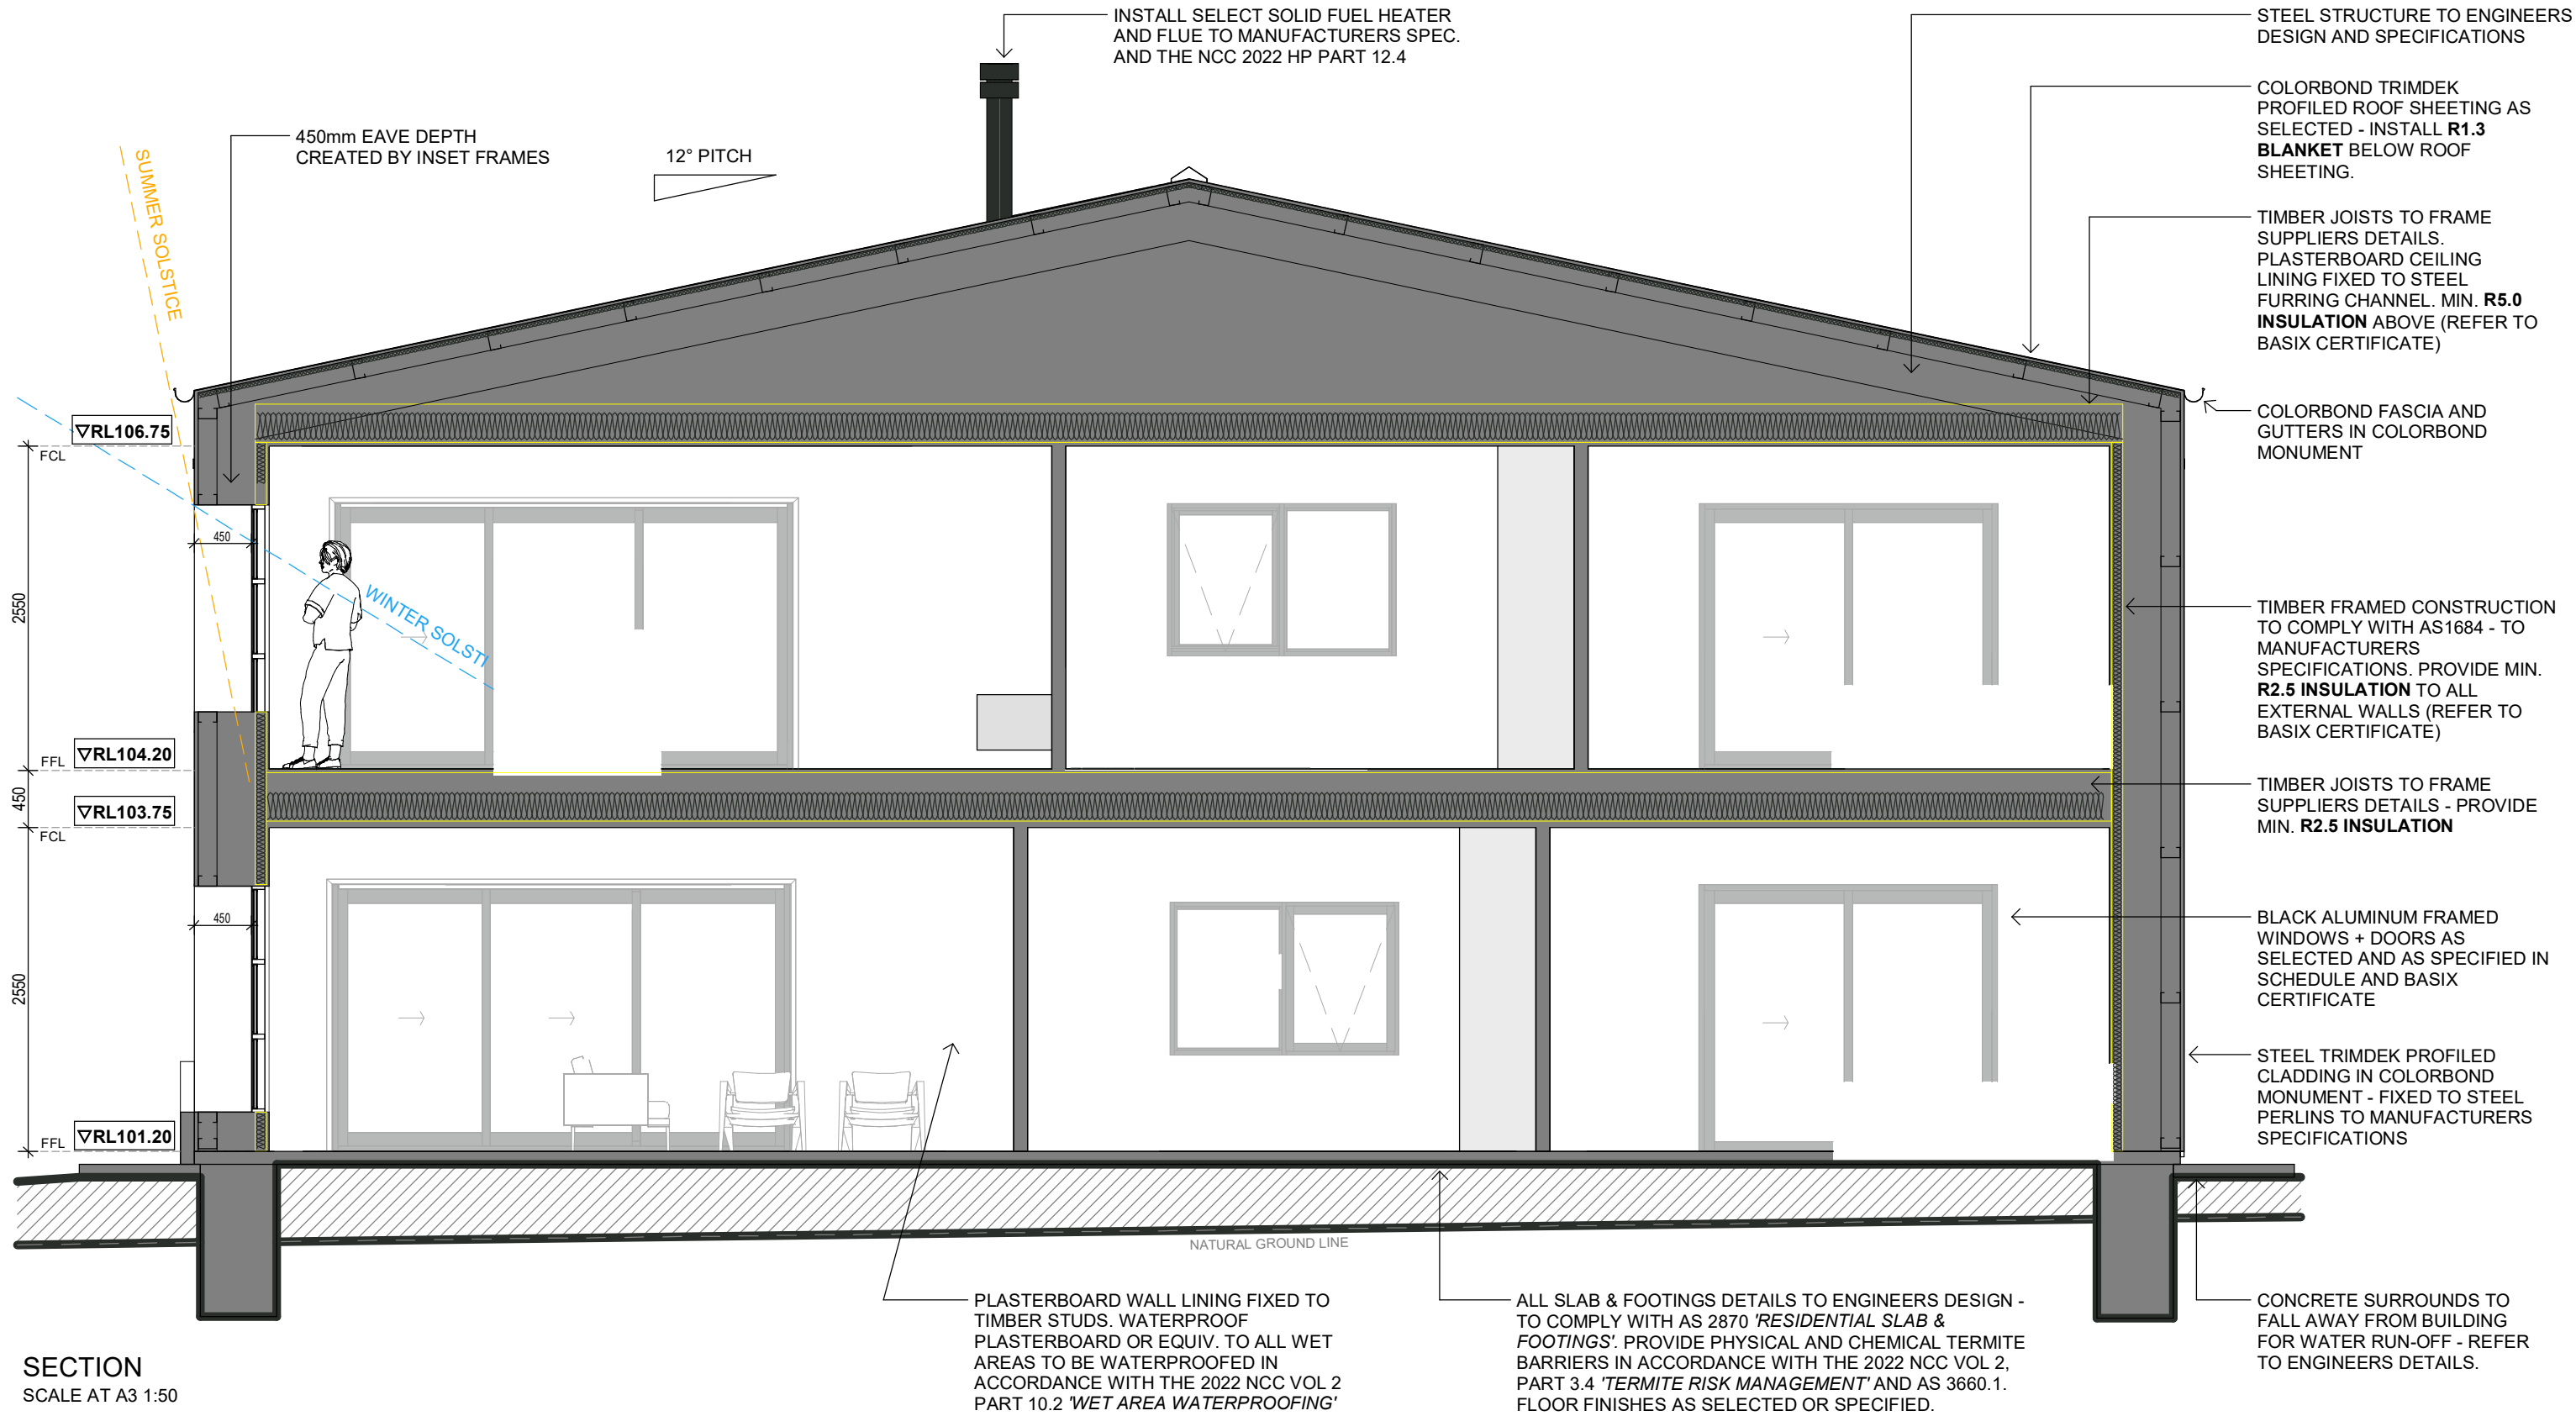 INSTALL SELECT SOLID FUEL HEATER
AND FLUE TO MANUFACTURERS SPEC.
AND THE NCC 2022 HP PART 12.4
STEEL STRUCTURE TO ENGINEERS
DESIGN AND SPECIFICATIONS
COLORBOND TRIMDEK
PROFILED ROOF SHEETING AS
SELECTED - INSTALL R1.3
BLANKET BELOW ROOF
SHEETING.
450mm EAVE DEPTH
CREATED BY INSET FRAMES
12° PITCH
SUMMER SOLSTICE
TIMBER JOISTS TO FRAME
SUPPLIERS DETAILS.
PLASTERBOARD CEILING
LINING FIXED TO STEEL
FURRING CHANNEL. MIN. R5.0
INSULATION ABOVE (REFER TO
BASIX CERTIFICATE)
COLORBOND FASCIA AND
GUTTERS IN COLORBOND
MONUMENT
▽RL106.75
FCL
450
2550
WINTER SOLSTI
TIMBER FRAMED CONSTRUCTION
TO COMPLY WITH AS1684 - TO
MANUFACTURERS
SPECIFICATIONS. PROVIDE MIN.
R2.5 INSULATION TO ALL
EXTERNAL WALLS (REFER TO
BASIX CERTIFICATE)
FFL ▽RL104.20
450
▽RL103.75
FCL
TIMBER JOISTS TO FRAME
SUPPLIERS DETAILS - PROVIDE
MIN. R2.5 INSULATION
450
2550
BLACK ALUMINUM FRAMED
WINDOWS + DOORS AS
SELECTED AND AS SPECIFIED IN
SCHEDULE AND BASIX
CERTIFICATE
STEEL TRIMDEK PROFILED
CLADDING IN COLORBOND
MONUMENT - FIXED TO STEEL
PERLINS TO MANUFACTURERS
SPECIFICATIONS
FFL ▽RL101.20
NATURAL GROUND LINE
PLASTERBOARD WALL LINING FIXED TO
TIMBER STUDS. WATERPROOF
PLASTERBOARD OR EQUIV. TO ALL WET
AREAS TO BE WATERPROOFED IN
ACCORDANCE WITH THE 2022 NCC VOL 2
PART 10.2 'WET AREA WATERPROOFING'
ALL SLAB & FOOTINGS DETAILS TO ENGINEERS DESIGN -
TO COMPLY WITH AS 2870 'RESIDENTIAL SLAB &
FOOTINGS'. PROVIDE PHYSICAL AND CHEMICAL TERMITE
BARRIERS IN ACCORDANCE WITH THE 2022 NCC VOL 2,
PART 3.4 'TERMITE RISK MANAGEMENT' AND AS 3660.1.
FLOOR FINISHES AS SELECTED OR SPECIFIED.
CONCRETE SURROUNDS TO
FALL AWAY FROM BUILDING
FOR WATER RUN-OFF - REFER
TO ENGINEERS DETAILS.
SECTION
SCALE AT A3 1:50